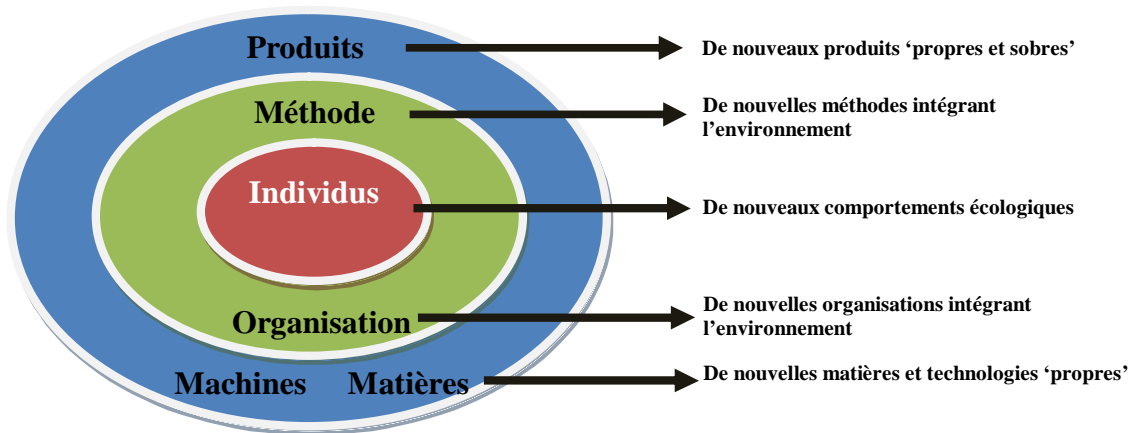 Produits
De nouveaux produits ‘propres et sobres’
Méthode
De nouvelles méthodes intégrant
l’environnement
Individus
De nouveaux comportements écologiques
Organisation
De nouvelles organisations intégrant
l’environnement
Machines Matières
De nouvelles matières et technologies ‘propres’